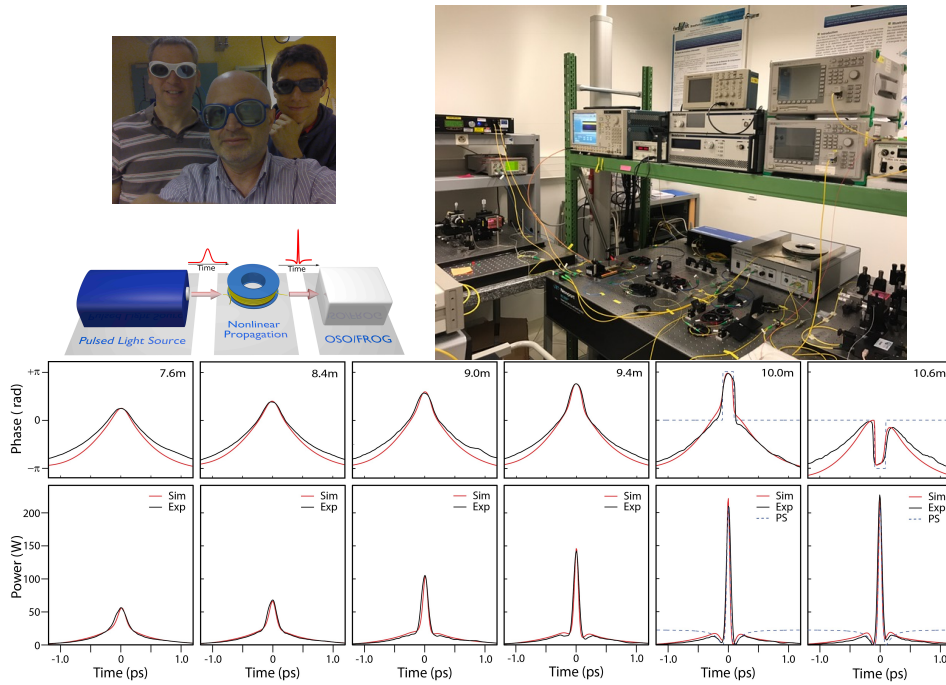 Time
Time
Pulsed Light Source
Nonlinear
Propagation
OSO/FROG
Phase ( rad)
+π
0
−π
7.6m
8.4m
9.0m
9.4m
10.0m
10.6m
Power (W)
200
150
100
50
0
Sim
Exp
Sim
Exp
Sim
Exp
Sim
Exp
Sim
Exp
PS
Sim
Exp
PS
-1.0 0 1.0
-1.0 0 1.0
-1.0 0 1.0
-1.0 0 1.0
-1.0 0 1.0
-1.0 0 1.0
Time (ps)
Time (ps)
Time (ps)
Time (ps)
Time (ps)
Time (ps)